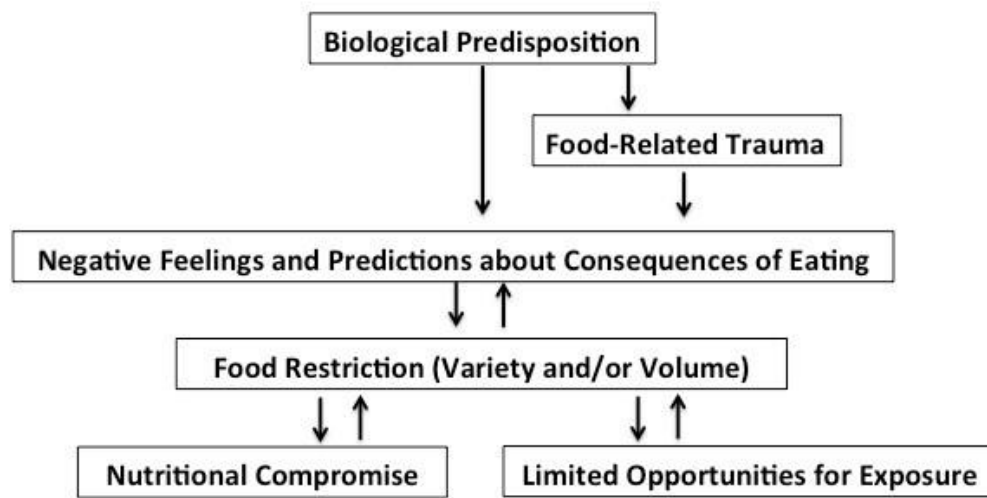 Biological Predisposition
Food-Related Trauma
Negative Feelings and Predictions about Consequences of Eating
Food Restriction (Variety and/or Volume)
Nutritional Compromise
Limited Opportunities for Exposure